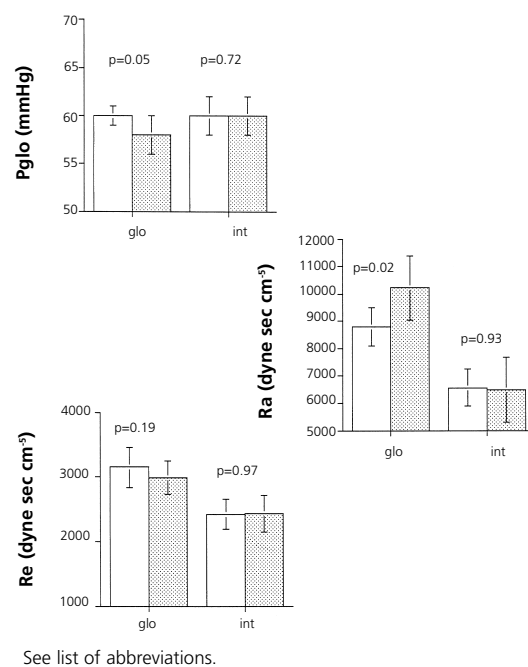 70
65
60
55
50
Pglo (mmHg)
p=0.05 p=0.72
glo int
12000
11000
10000
9000
8000
7000
6000
5000
Ra (dyne sec cm⁻⁵)
p=0.02
p=0.93
glo int
4000
3000
2000
1000
Re (dyne sec cm⁻⁵)
p=0.19
p=0.97
glo int
See list of abbreviations.